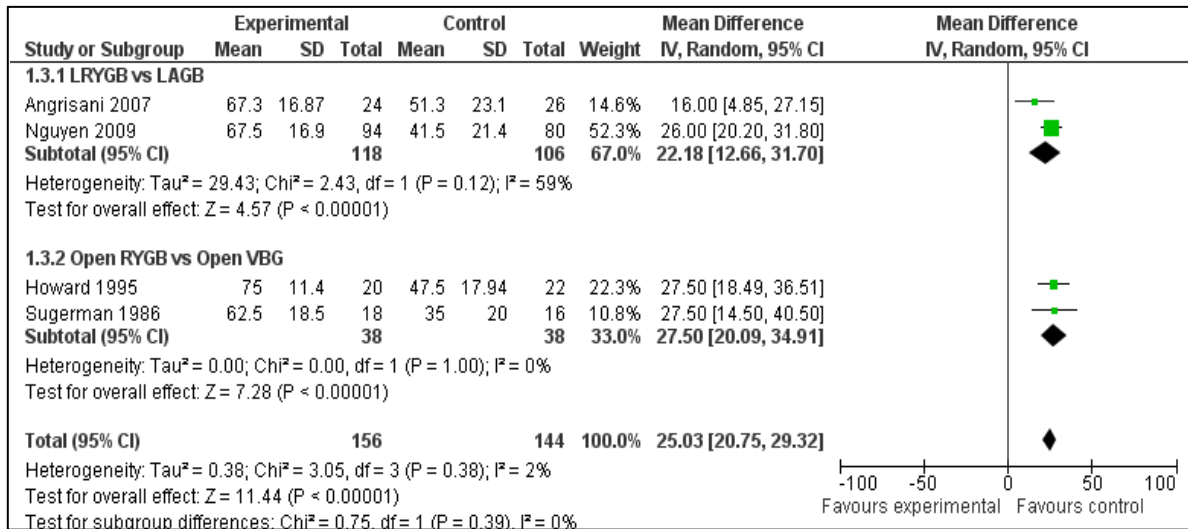 Experimental Control Mean Difference Mean Difference
Study or Subgroup Mean SD Total Mean SD Total Weight IV, Random, 95% CI IV, Random, 95% CI
1.3.1 LRYGB vs LAGB
Angrisani 2007 67.3 16.87 24 51.3 23.1 26 14.6% 16.00 [4.85, 27.15]
Nguyen 2009 67.5 16.9 94 41.5 21.4 80 52.3% 26.00 [20.20, 31.80]
Subtotal (95% CI) 118 106 67.0% 22.18 [12.66, 31.70]
Heterogeneity: Tau² = 29.43; Chi² = 2.43, df = 1 (P = 0.12); I² = 59%
Test for overall effect: Z = 4.57 (P < 0.00001)
1.3.2 Open RYGB vs Open VBG
Howard 1995 75 11.4 20 47.5 17.94 22 22.3% 27.50 [18.49, 36.51]
Sugerman 1986 62.5 18.5 18 35 20 16 10.8% 27.50 [14.50, 40.50]
Subtotal (95% CI) 38 38 33.0% 27.50 [20.09, 34.91]
Heterogeneity: Tau² = 0.00; Chi² = 0.00, df = 1 (P = 1.00); I² = 0%
Test for overall effect: Z = 7.28 (P < 0.00001)
Total (95% CI) 156 144 100.0% 25.03 [20.75, 29.32]
Heterogeneity: Tau² = 0.38; Chi² = 3.05, df = 3 (P = 0.38); I² = 2%
Test for overall effect: Z = 11.44 (P < 0.00001)
Test for subgroup differences: Chi² = 0.75, df = 1 (P = 0.39), I² = 0%
-100 -50 0 50 100
Favours experimental Favours control